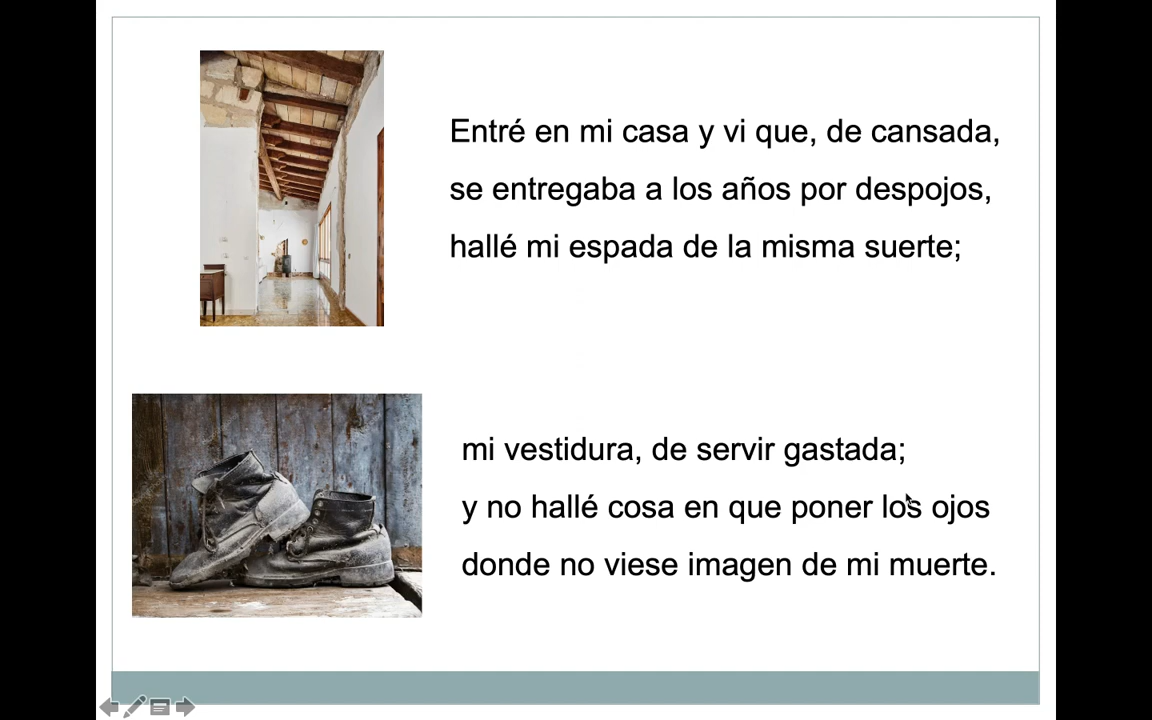 Entré en mi casa y vi que, de cansada,
se entregaba a los años por despojos,
hallé mi espada de la misma suerte;
mi vestidura, de servir gastada;
y no hallé cosa en que poner los ojos
donde no viese imagen de mi muerte.